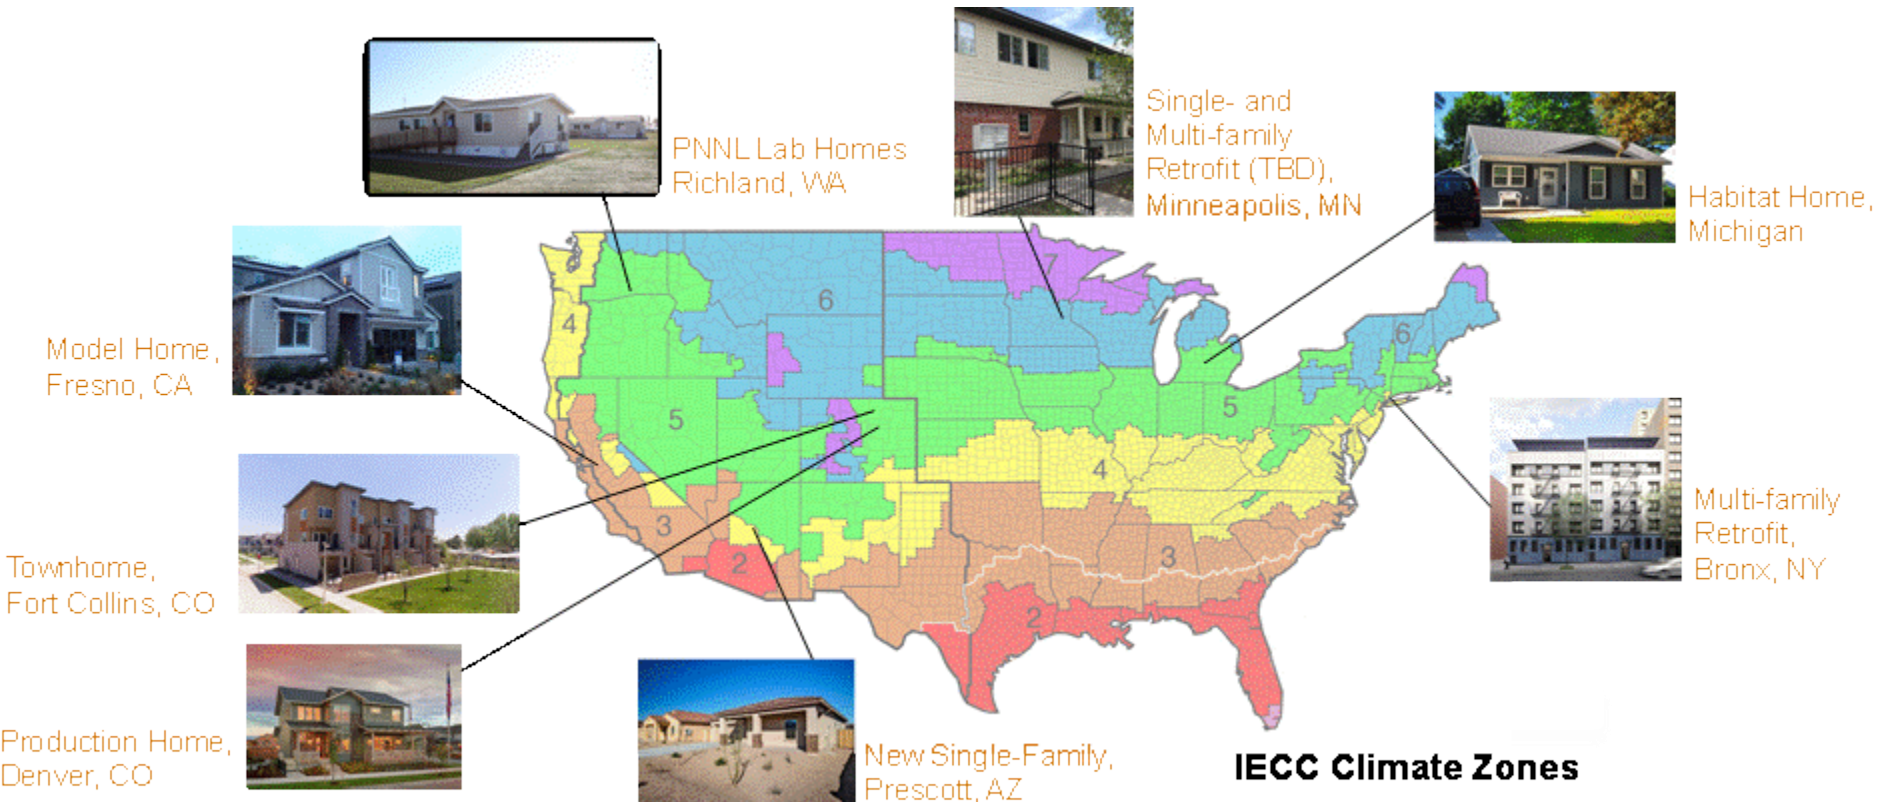 PNNL Lab Homes
Richland, WA
Single- and
Multi-family
Retrofit (TBD),
Minneapolis, MN
Habitat Home,
Michigan
Model Home,
Fresno, CA
Townhome,
Fort Collins, CO
Production Home,
Denver, CO
New Single-Family,
Prescott, AZ
Multi-family
Retrofit,
Bronx, NY
7
6
4
6
5
5
4
3
3
2
2
IECC Climate Zones